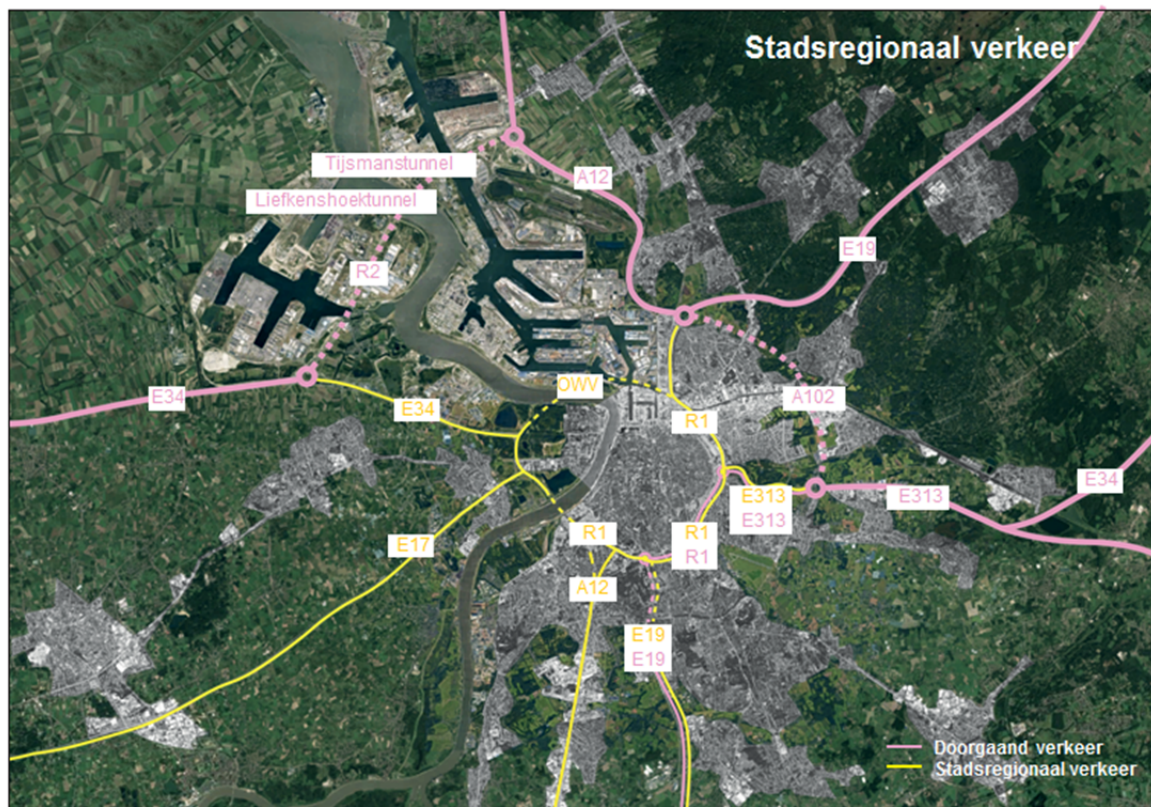 Stadsregionaal verkeer
Tijsmanstunnel
A12
Liefkenshoektunnel
E19
R2
OWV
E34
A102
E34
R1
E34
E313
E313
E313
R1
E17
R1
R1
A12
E19
E19
Doorgaand verkeer
Stadsregionaal verkeer